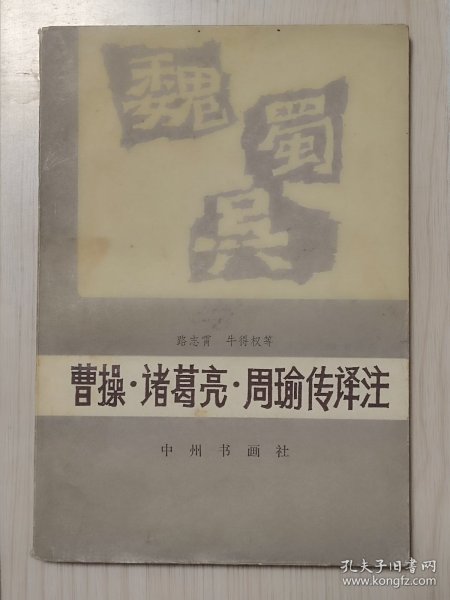 魏
蜀
吴
路志霄 牛得权等
曹操·诸葛亮·周瑜传译注
中州书画社
孔夫子旧书网
www.kongfz.com